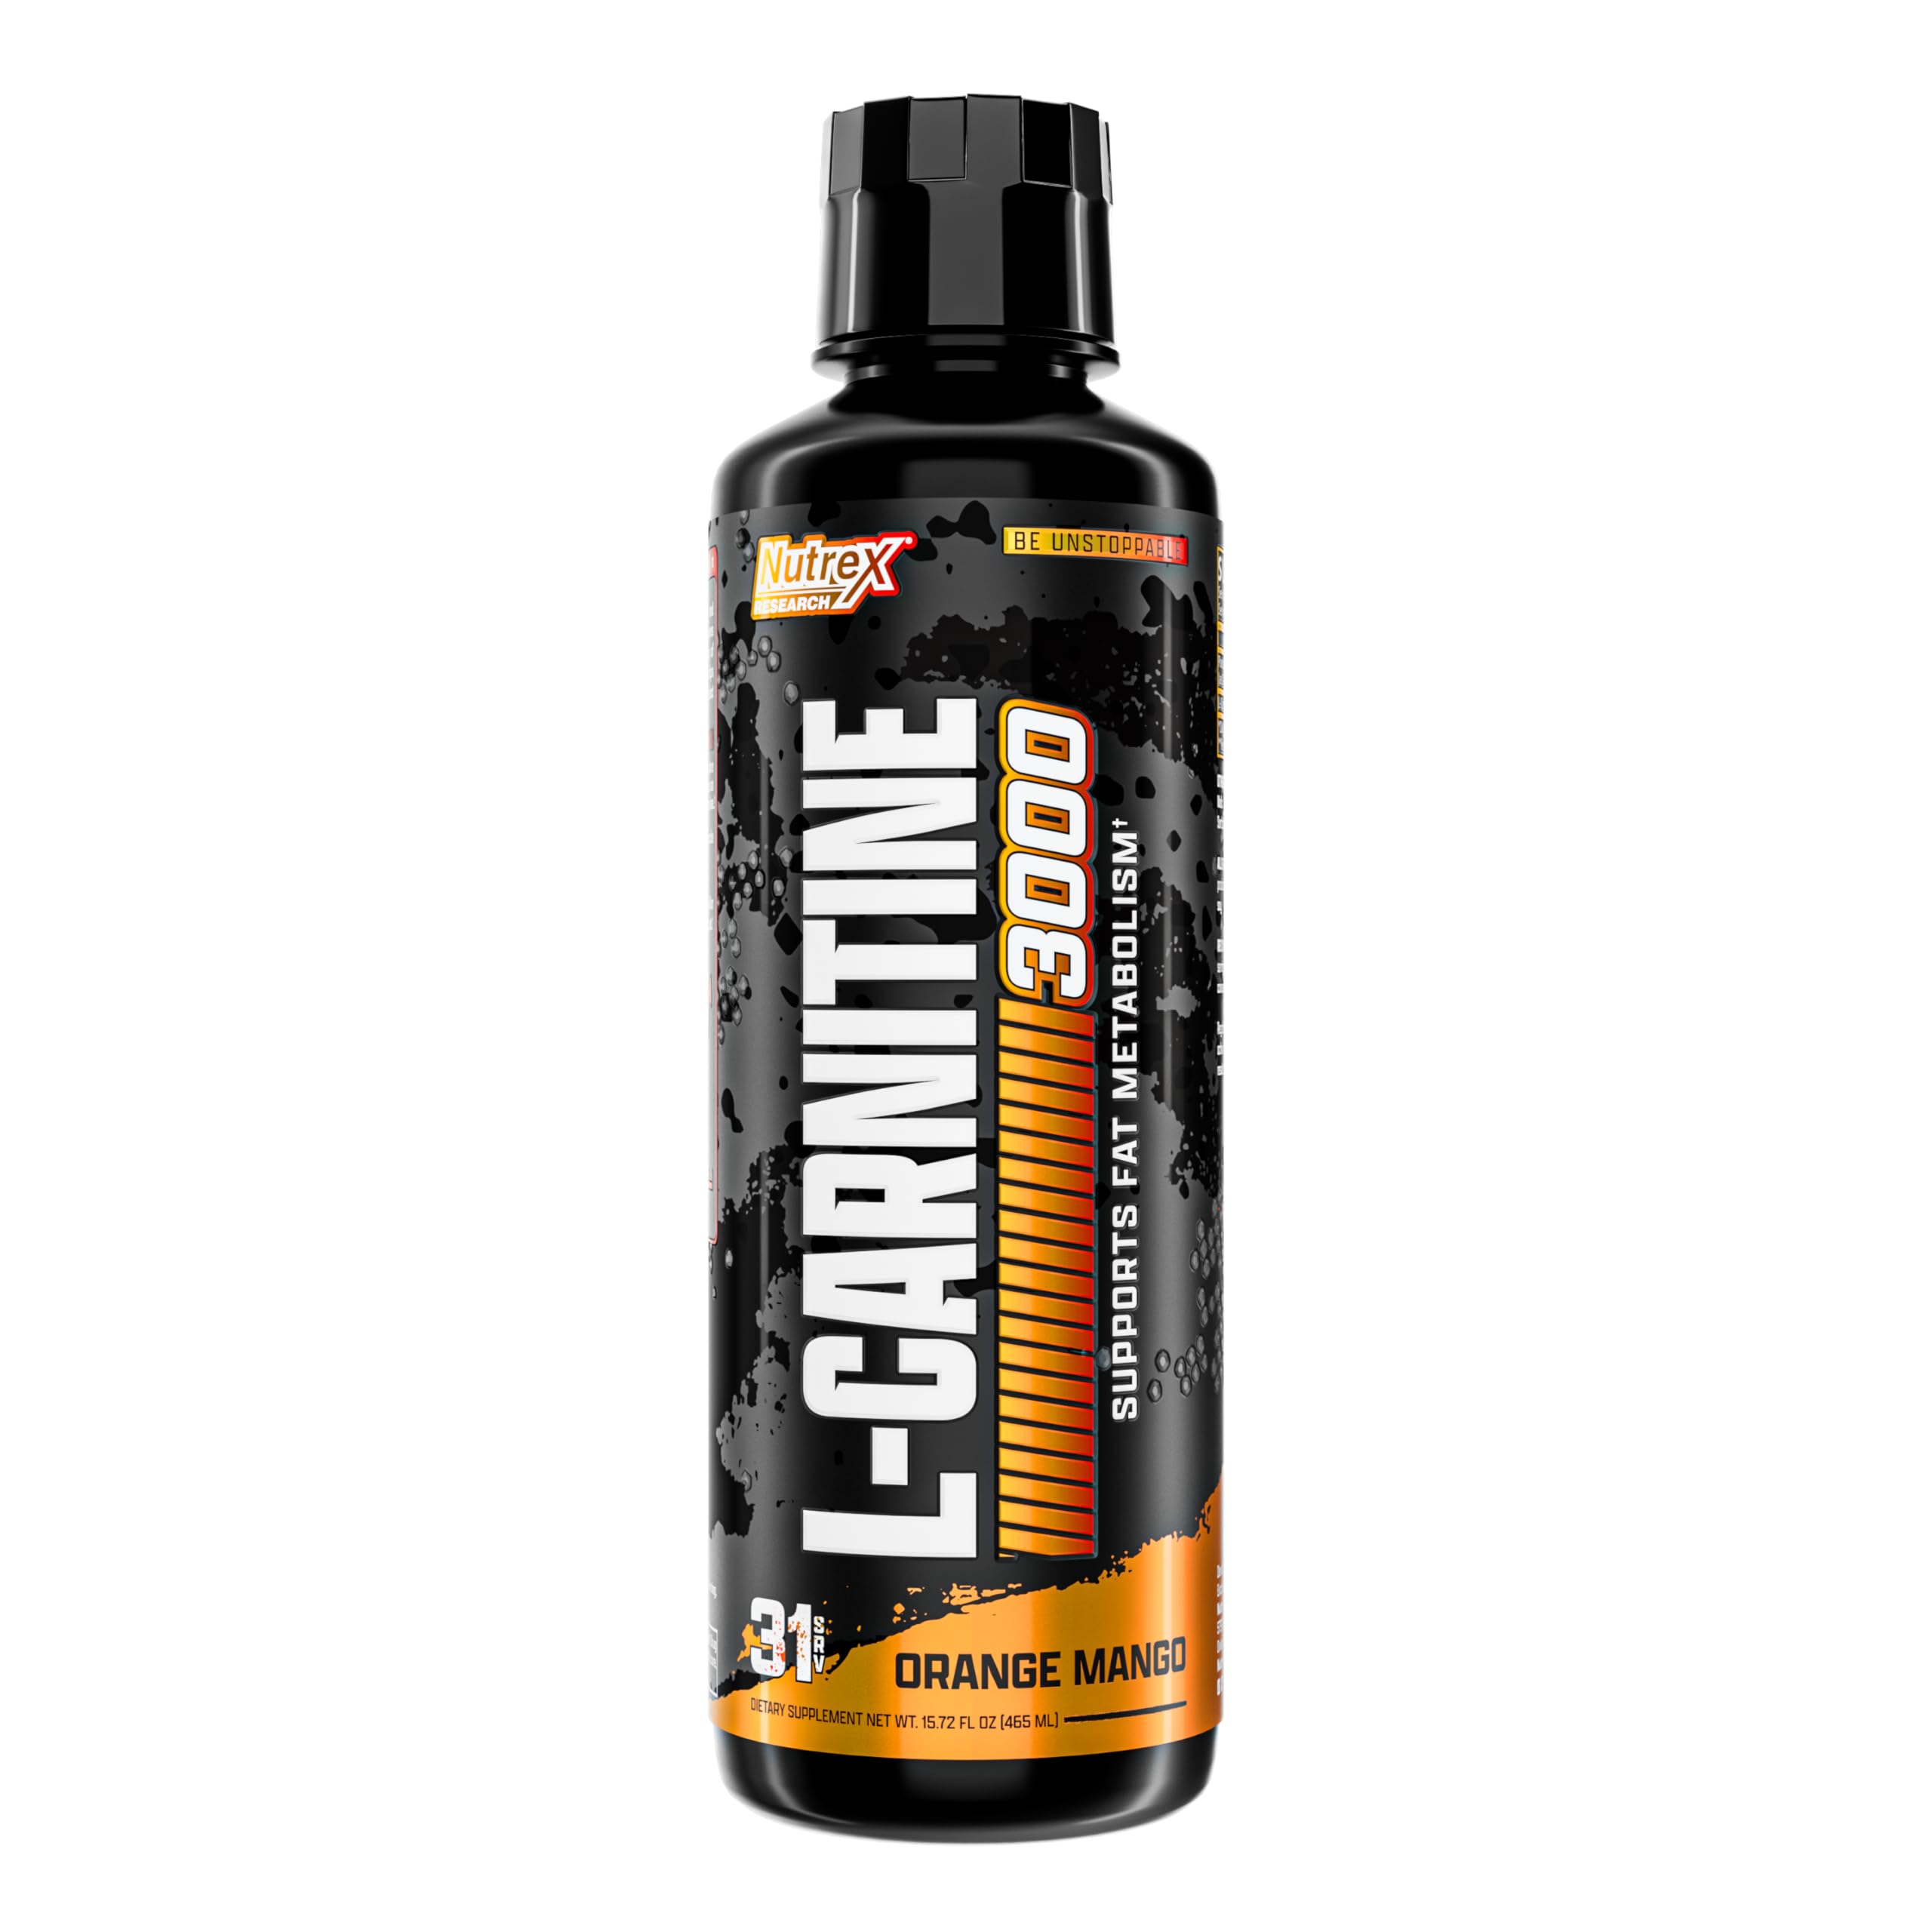 Nutrex
RESEARCH
BE UNSTOPPABLE
L-CARNITINE
3000
SUPPORTS FAT METABOLISM†
31 SRV
ORANGE MANGO
DIETARY SUPPLEMENT NET WT. 15.72 FL OZ (465 ML)